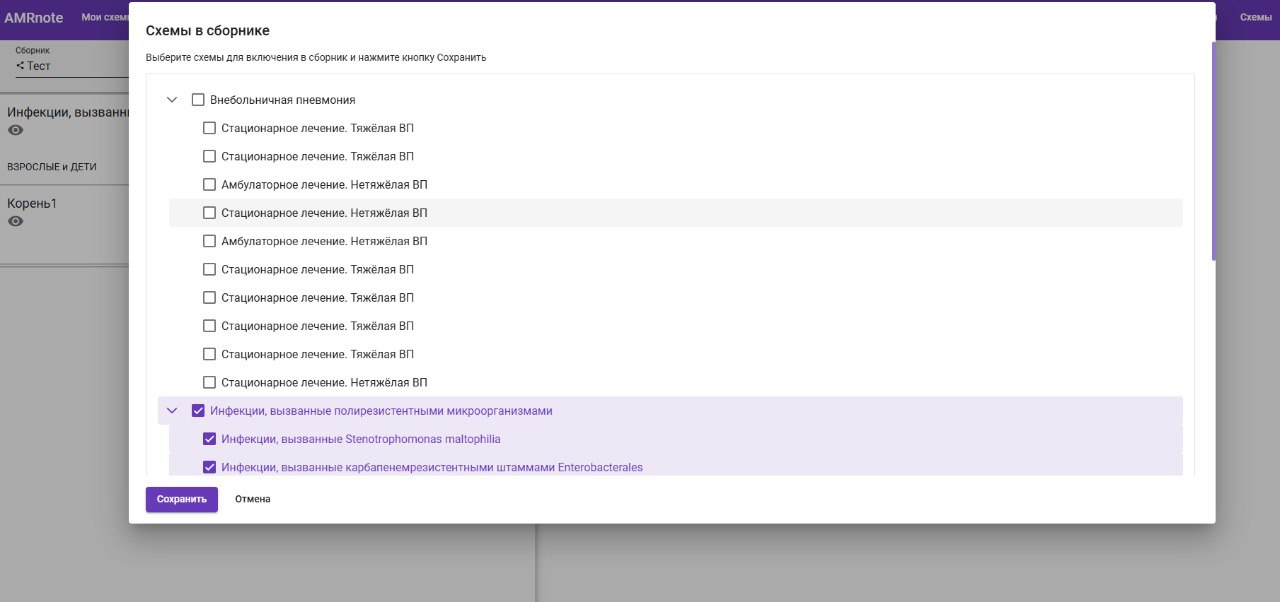 AMRnote
Мои схемы
Схемы
Сборник
Тест
Инфекции, вызванн
ВЗРОСЛЫЕ и ДЕТИ
Корень1
Схемы в сборнике
Выберите схемы для включения в сборник и нажмите кнопку Сохранить
Внебольничная пневмония
Стационарное лечение. Тяжёлая ВП
Стационарное лечение. Тяжёлая ВП
Амбулаторное лечение. Нетяжёлая ВП
Стационарное лечение. Нетяжёлая ВП
Амбулаторное лечение. Нетяжёлая ВП
Стационарное лечение. Тяжёлая ВП
Стационарное лечение. Тяжёлая ВП
Стационарное лечение. Тяжёлая ВП
Стационарное лечение. Тяжёлая ВП
Стационарное лечение. Нетяжёлая ВП
Инфекции, вызванные полирезистентными микроорганизмами
Инфекции, вызванные Stenotrophomonas maltophilia
Инфекции, вызванные карбапенемрезистентными штаммами Enterobacterales
Сохранить Отмена